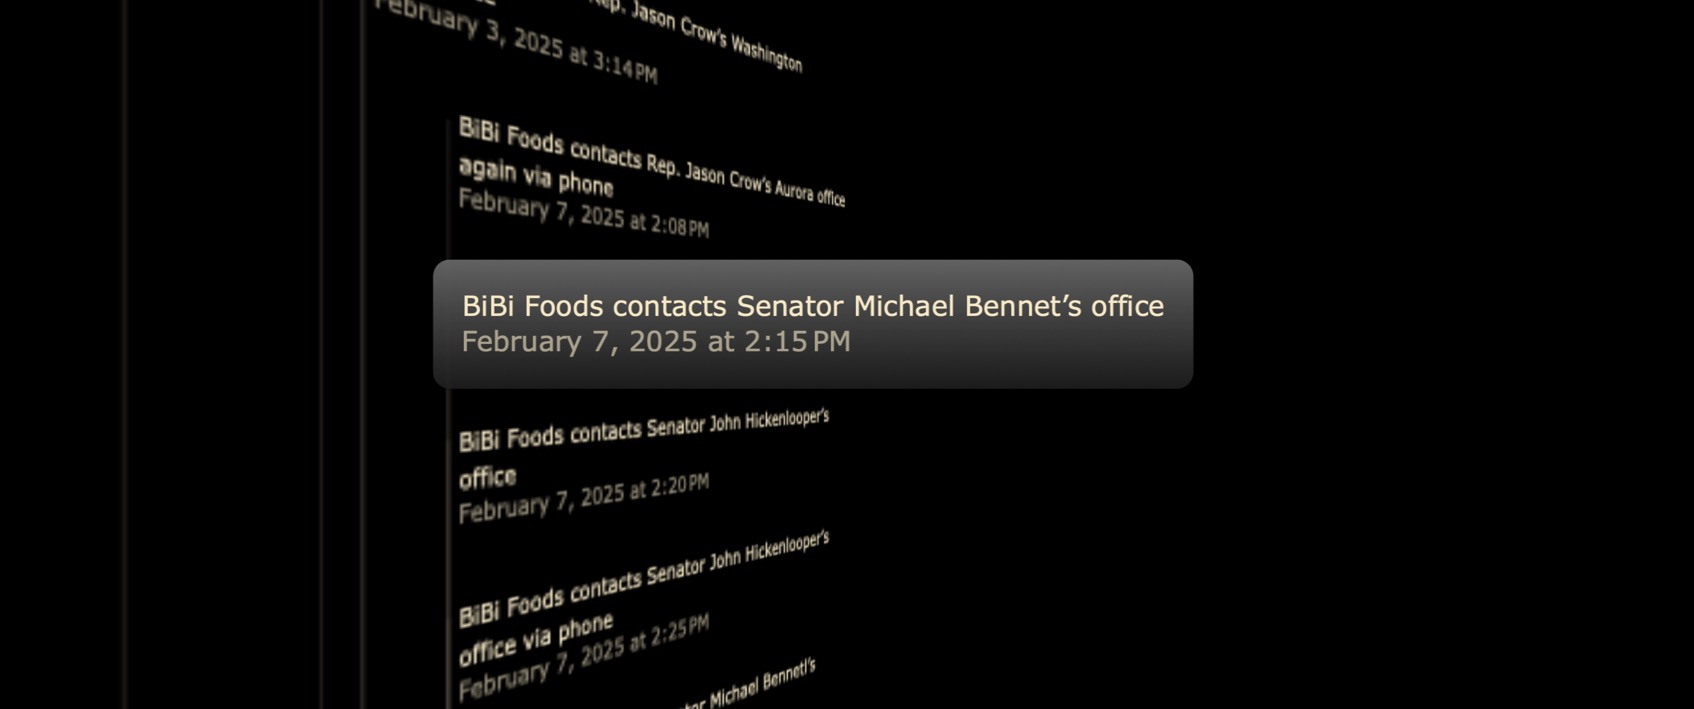 Rep. Jason Crow’s Washington
February 3, 2025 at 3:14 PM
BiBi Foods contacts Rep. Jason Crow’s Aurora office
again via phone
February 7, 2025 at 2:08 PM
BiBi Foods contacts Senator Michael Bennet’s office
February 7, 2025 at 2:15 PM
BiBi Foods contacts Senator John Hickenlooper’s
office
February 7, 2025 at 2:20 PM
BiBi Foods contacts Senator John Hickenlooper’s
office via phone
February 7, 2025 at 2:25 PM
Michael Bennetl’s